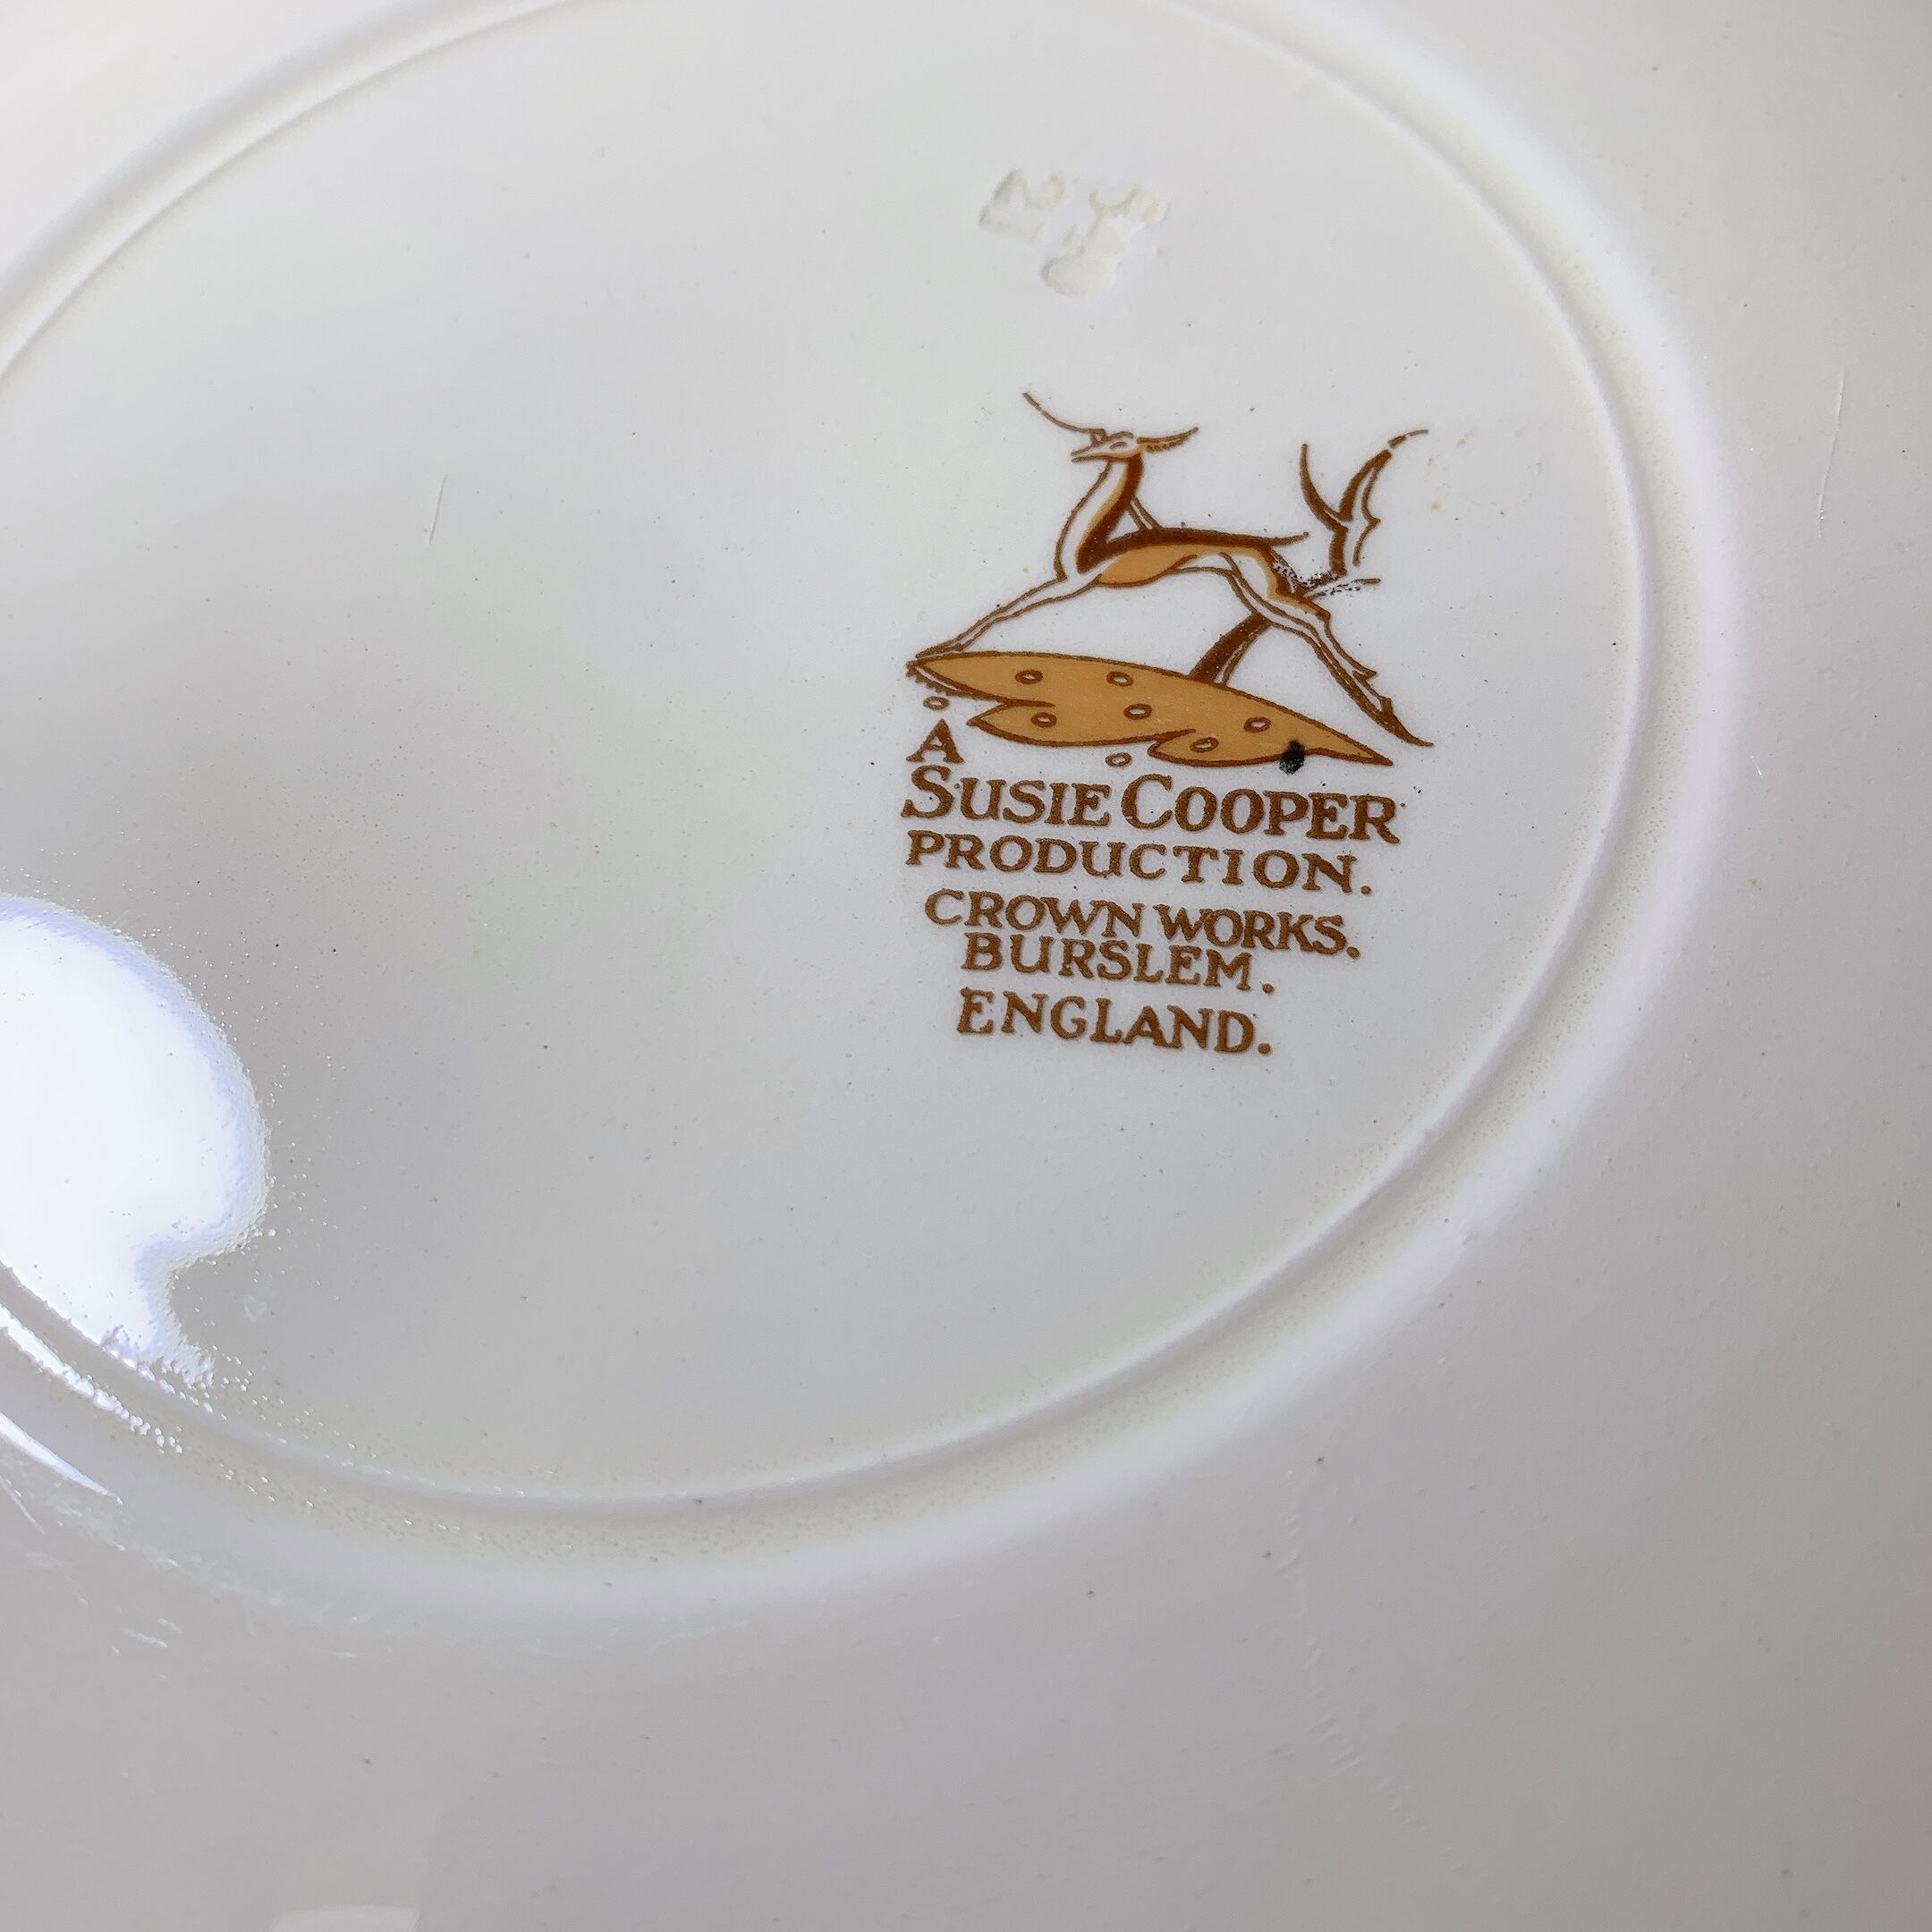 A
SUSIE COOPER
PRODUCTION.
CROWN WORKS.
BURSLEM.
ENGLAND.